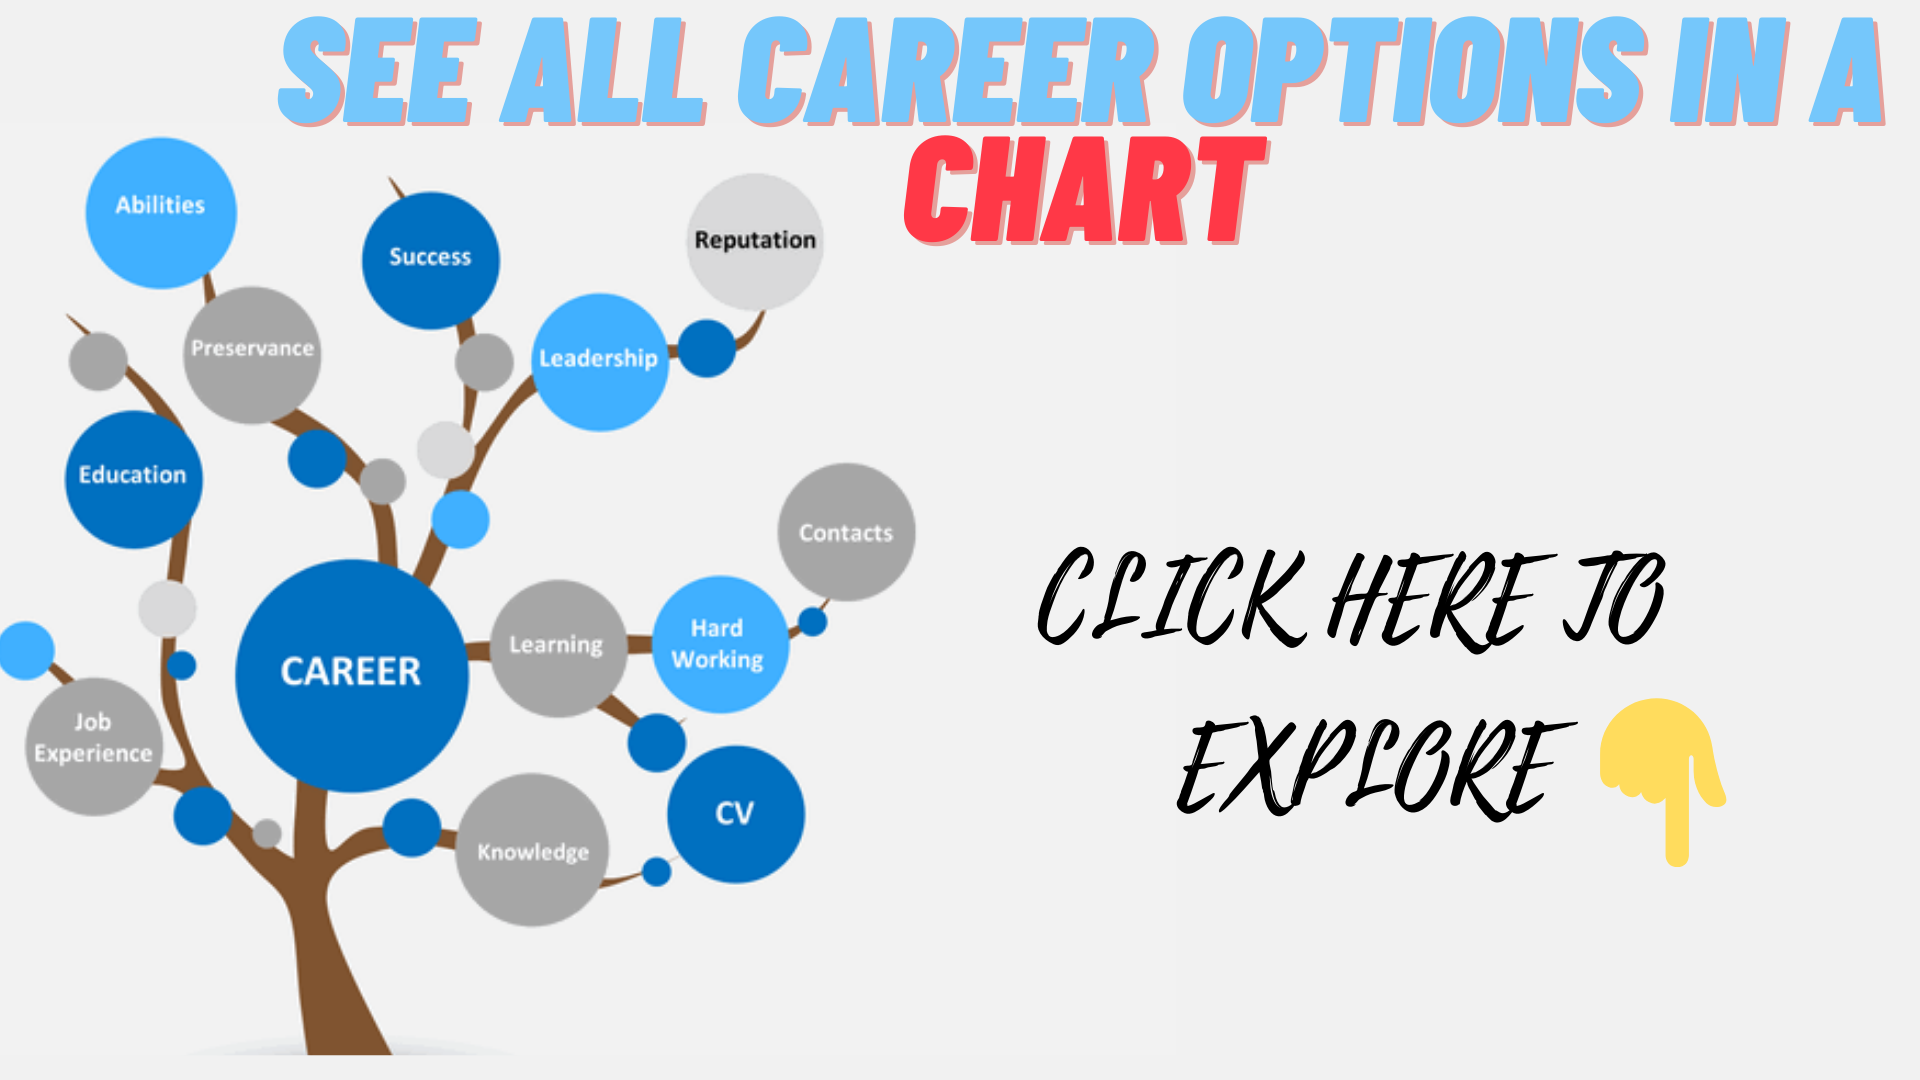 SEE ALL CAREER OPTIONS IN A
CHART
Abilities
Success
Reputation
Preservance
Leadership
Education
Contacts
CAREER
Learning
Hard
Working
Job
Experience
CV
Knowledge
CLICK HERE TO
EXPLORE